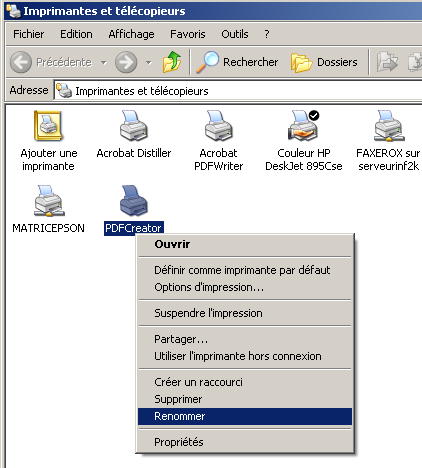 Imprimantes et télécopieurs
Fichier Edition Affichage Favoris Outils ?
Précédente Rechercher Dossiers
Adresse Imprimantes et télécopieurs
Ajouter une imprimante
Acrobat Distiller
Acrobat PDFWriter
Couleur HP DeskJet 895Cse
FAXEROX sur serveurinf2k
MATRICEPSON
PDFCreator
Ouvrir
Définir comme imprimante par défaut
Options d'impression...
Suspendre l'impression
Partager...
Utiliser l'imprimante hors connexion
Créer un raccourci
Supprimer
Renommer
Propriétés